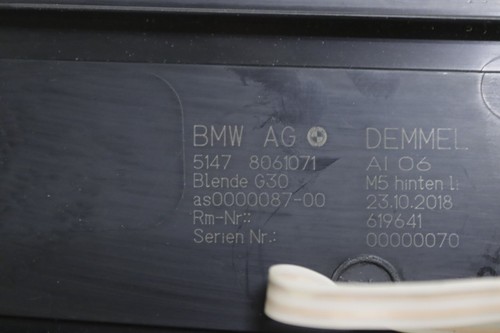 BMW AG DEMMEL
5147 8061071 AI 06
Blende G30 M5 hinten l:
as0000087-00 23.10.2018
Rm-Nr:: 619641
Serien Nr.: 00000070